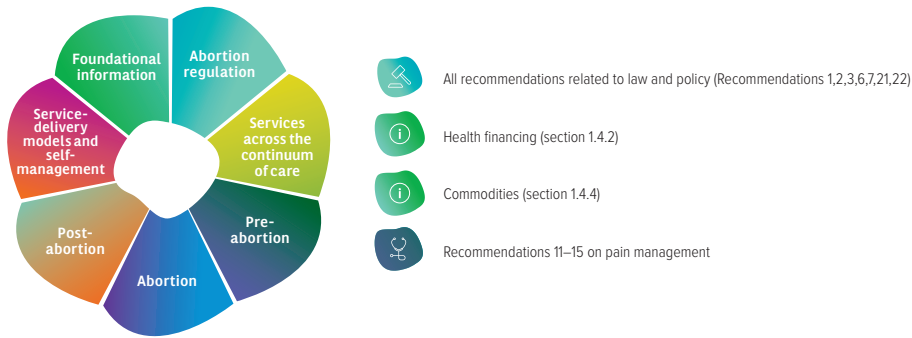 Foundational
information
Abortion
regulation
Services
across the
continuum
of care
Pre-
abortion
Abortion
Post-
abortion
Service-
delivery
models and
self-
management
All recommendations related to law and policy (Recommendations 1,2,3,6,7,21,22)
Health financing (section 1.4.2)
Commodities (section 1.4.4)
Recommendations 11–15 on pain management